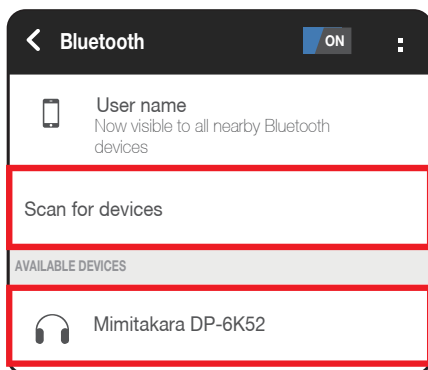 Bluetooth
ON
User name
Now visible to all nearby Bluetooth
devices
Scan for devices
AVAILABLE DEVICES
Mimitakara DP-6K52